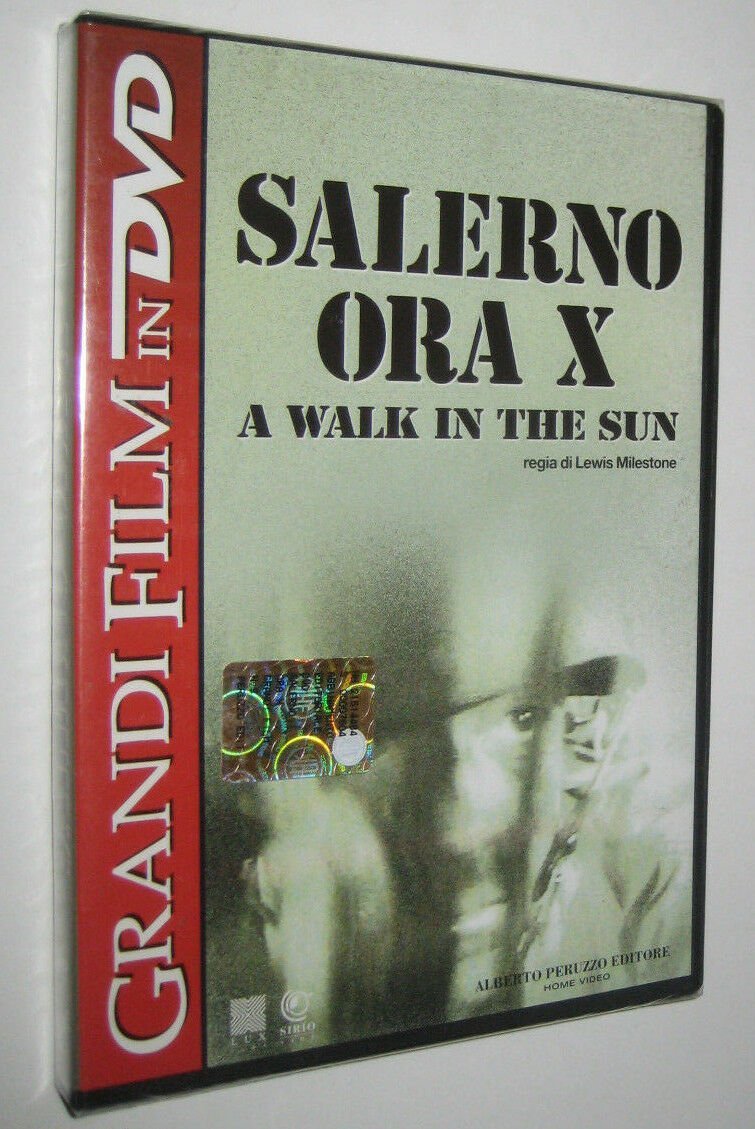 GRANDI FILM IN DVD
SALERNO
ORA X
A WALK IN THE SUN
regia di Lewis Milestone
ALBERTO PERUZZO EDITORE
HOME VIDEO
LUX
SIRIO